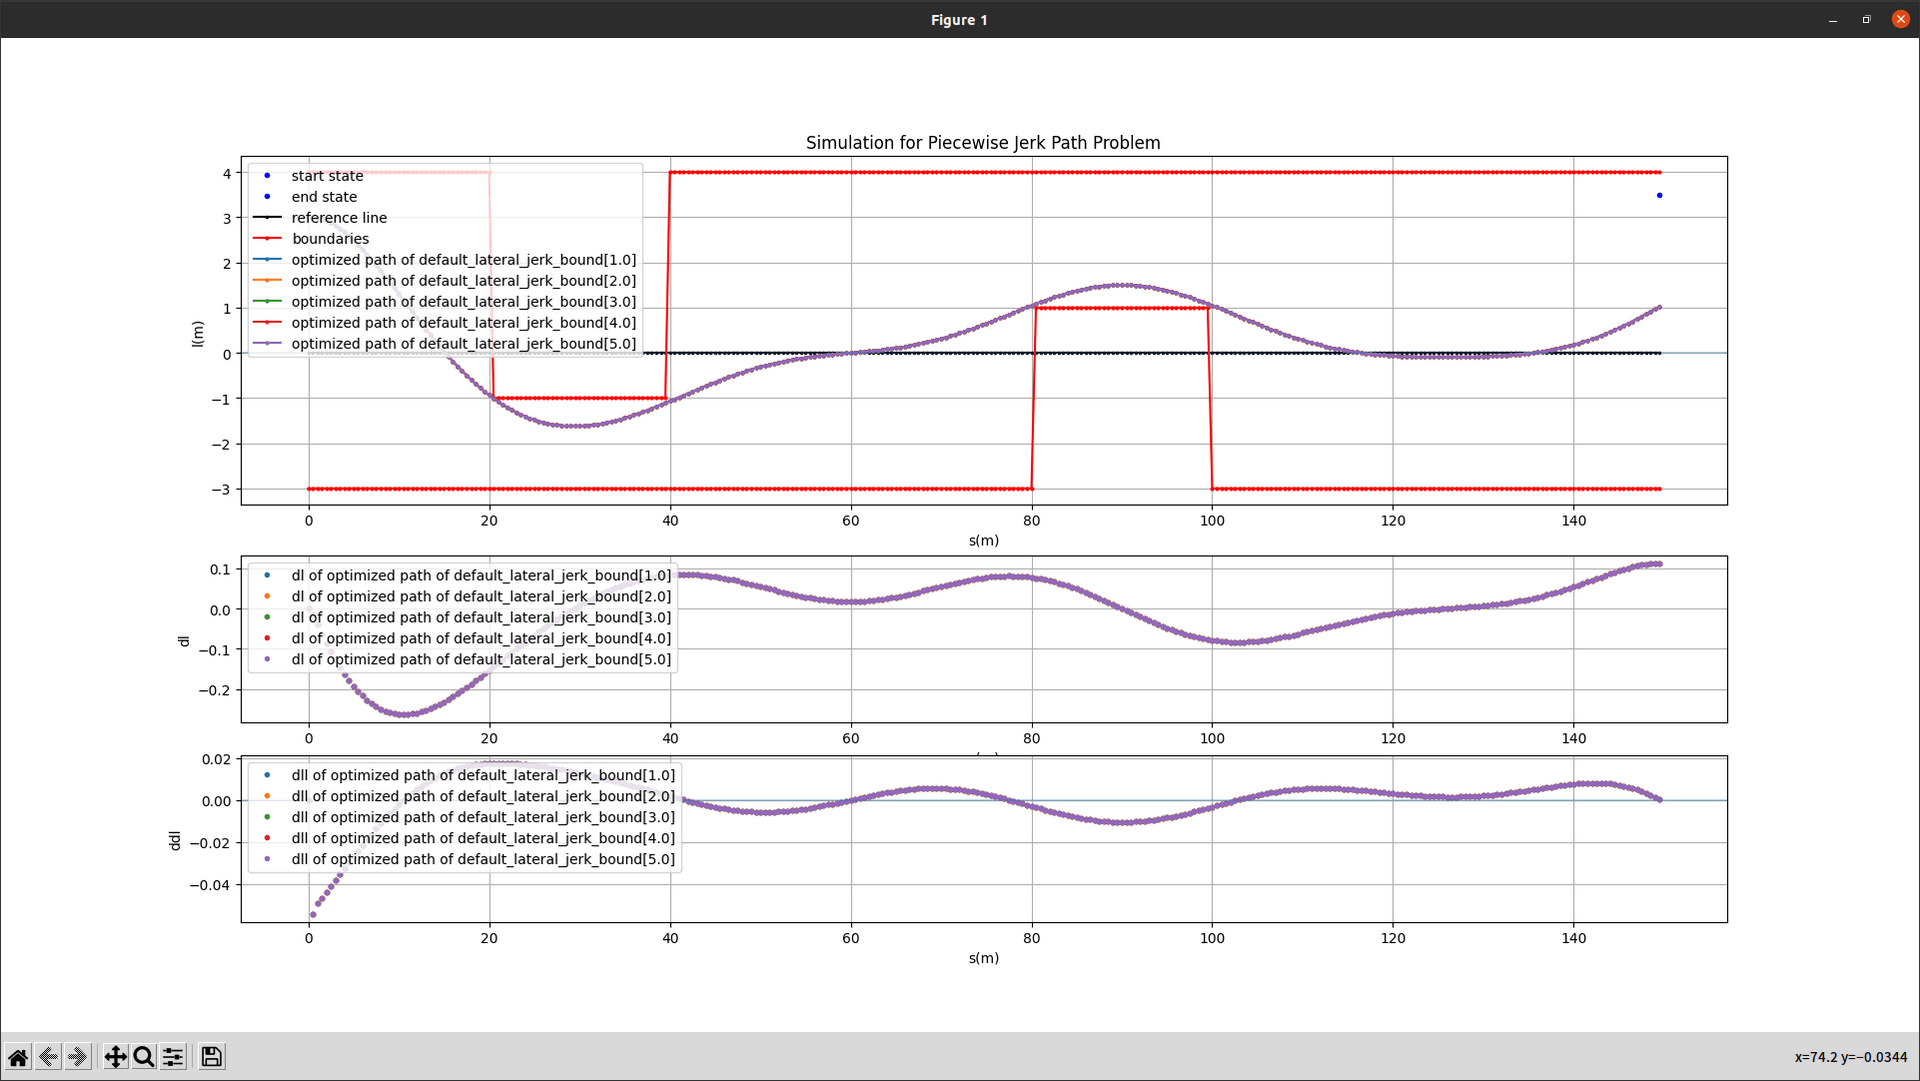 Figure 1
Simulation for Piecewise Jerk Path Problem
4
3
2
1
0
−1
−2
−3
l(m)
start state
end state
reference line
boundaries
optimized path of default_lateral_jerk_bound[1.0]
optimized path of default_lateral_jerk_bound[2.0]
optimized path of default_lateral_jerk_bound[3.0]
optimized path of default_lateral_jerk_bound[4.0]
optimized path of default_lateral_jerk_bound[5.0]
0 20 40 60 80 100 120 140
s(m)
0.1
0.0
−0.1
−0.2
dl
dl of optimized path of default_lateral_jerk_bound[1.0]
dl of optimized path of default_lateral_jerk_bound[2.0]
dl of optimized path of default_lateral_jerk_bound[3.0]
dl of optimized path of default_lateral_jerk_bound[4.0]
dl of optimized path of default_lateral_jerk_bound[5.0]
0 20 40 60 80 100 120 140
0.02
0.00
−0.02
−0.04
ddl
dll of optimized path of default_lateral_jerk_bound[1.0]
dll of optimized path of default_lateral_jerk_bound[2.0]
dll of optimized path of default_lateral_jerk_bound[3.0]
dll of optimized path of default_lateral_jerk_bound[4.0]
dll of optimized path of default_lateral_jerk_bound[5.0]
0 20 40 60 80 100 120 140
s(m)
x=74.2 y=−0.0344